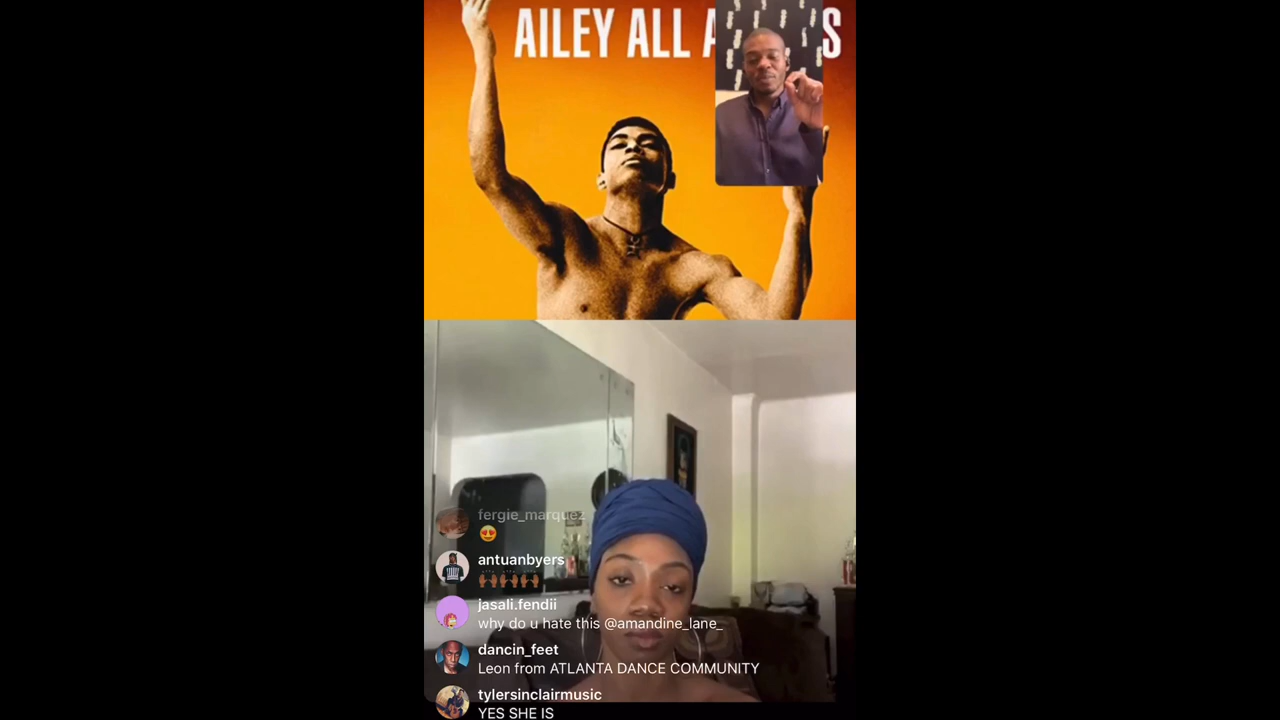 AILEY ALL
fergie_marquez
😍
antuanbyers
🙌🏾🙌🏾🙌🏾
jasali.fendii
why do u hate this @amandine_lane_
dancin_feet
Leon from ATLANTA DANCE COMMUNITY
tylersinclairmusic
YES SHE IS